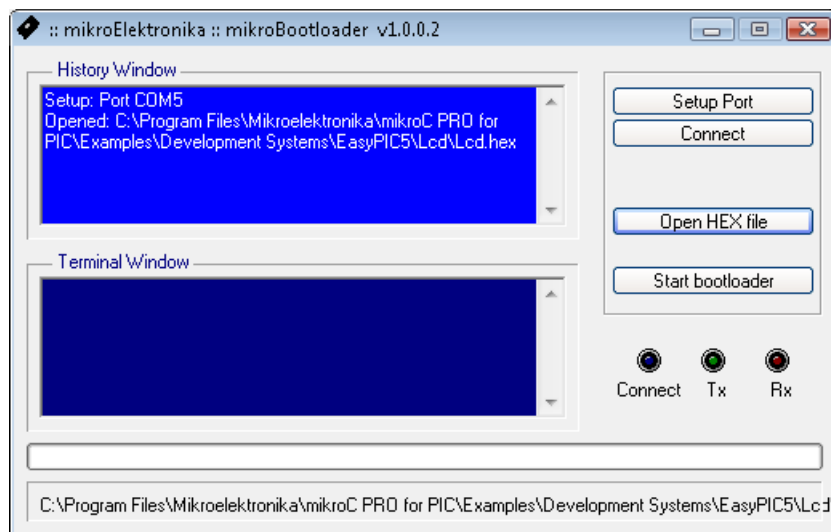 :: mikroElektronika :: mikroBootloader v1.0.0.2
History Window
Setup: Port COM5
Opened: C:\Program Files\Mikroelektronika\mikroC PRO for
PIC\Examples\Development Systems\EasyPIC5\Lcd\Lcd.hex
Setup Port
Connect
Open HEX file
Start bootloader
Terminal Window
Connect Tx Rx
C:\Program Files\Mikroelektronika\mikroC PRO for PIC\Examples\Development Systems\EasyPIC5\Lcd